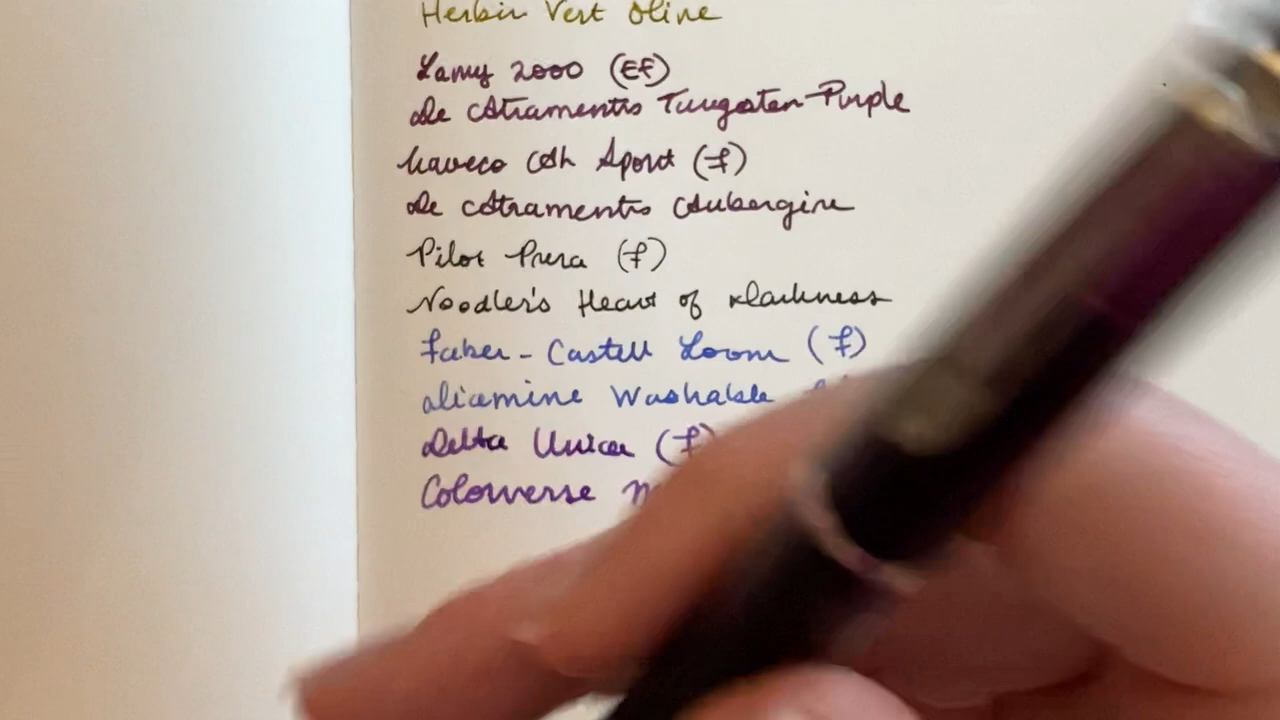 Herbin Vert Olive
Lamy 2000 (EF)
De Atramentis Tungsten-Purple
Kaweco Art Sport (F)
De Atramentis Aubergine
Pilot Prera (F)
Noodler's Heart of Darkness
Faber-Castell Loom (F)
Diamine Washable
Delta Unica (F)
Colorverse